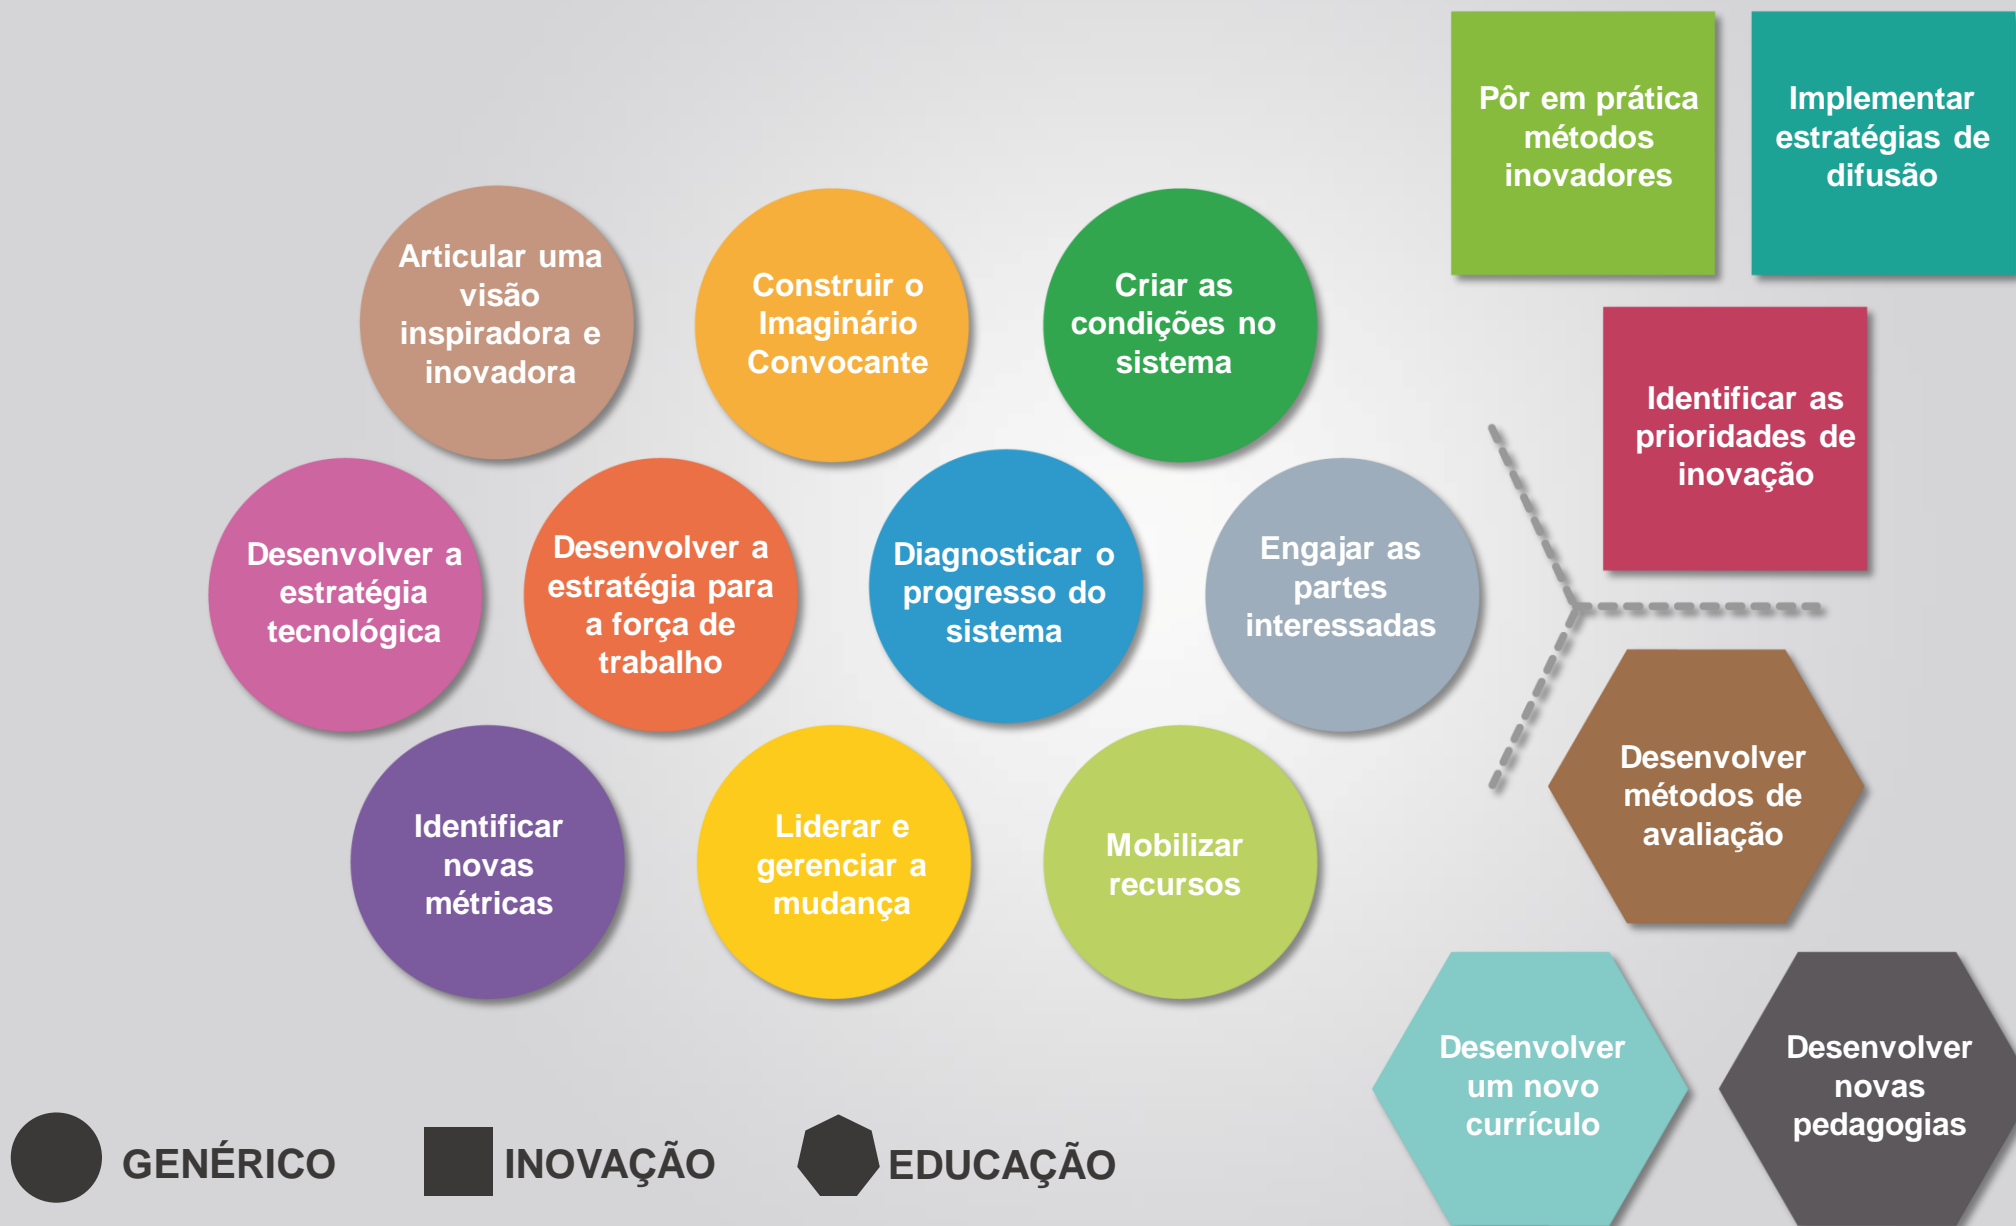 Pôr em prática
métodos
inovadores
Implementar
estratégias de
difusão
Articular uma
visão
inspiradora e
inovadora
Construir o
Imaginário
Convocante
Criar as
condições no
sistema
Identificar as
prioridades de
inovação
Desenvolver a
estratégia
tecnológica
Desenvolver a
estratégia para
a força de
trabalho
Diagnosticar o
progresso do
sistema
Engajar as
partes
interessadas
Desenvolver
métodos de
avaliação
Identificar
novas
métricas
Liderar e
gerenciar a
mudança
Mobilizar
recursos
Desenvolver
um novo
currículo
Desenvolver
novas
pedagogias
GENÉRICO
INOVAÇÃO
EDUCAÇÃO